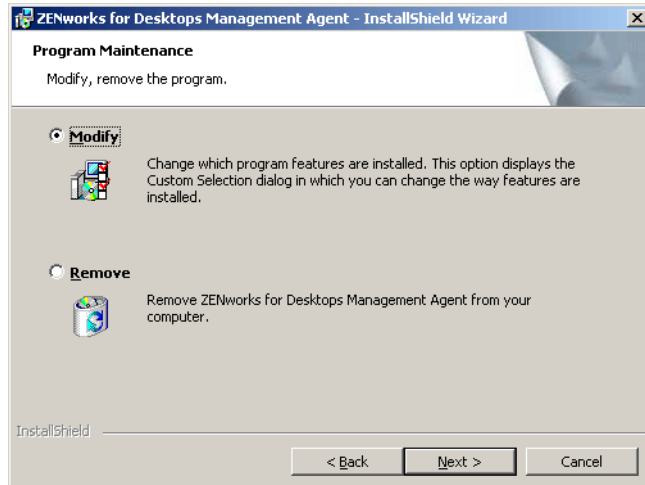 ZENworks for Desktops Management Agent - InstallShield Wizard
Program Maintenance
Modify, remove the program.
Modify
Change which program features are installed. This option displays the
Custom Selection dialog in which you can change the way features are
installed.
Remove
Remove ZENworks for Desktops Management Agent from your
computer.
InstallShield
< Back
Next >
Cancel